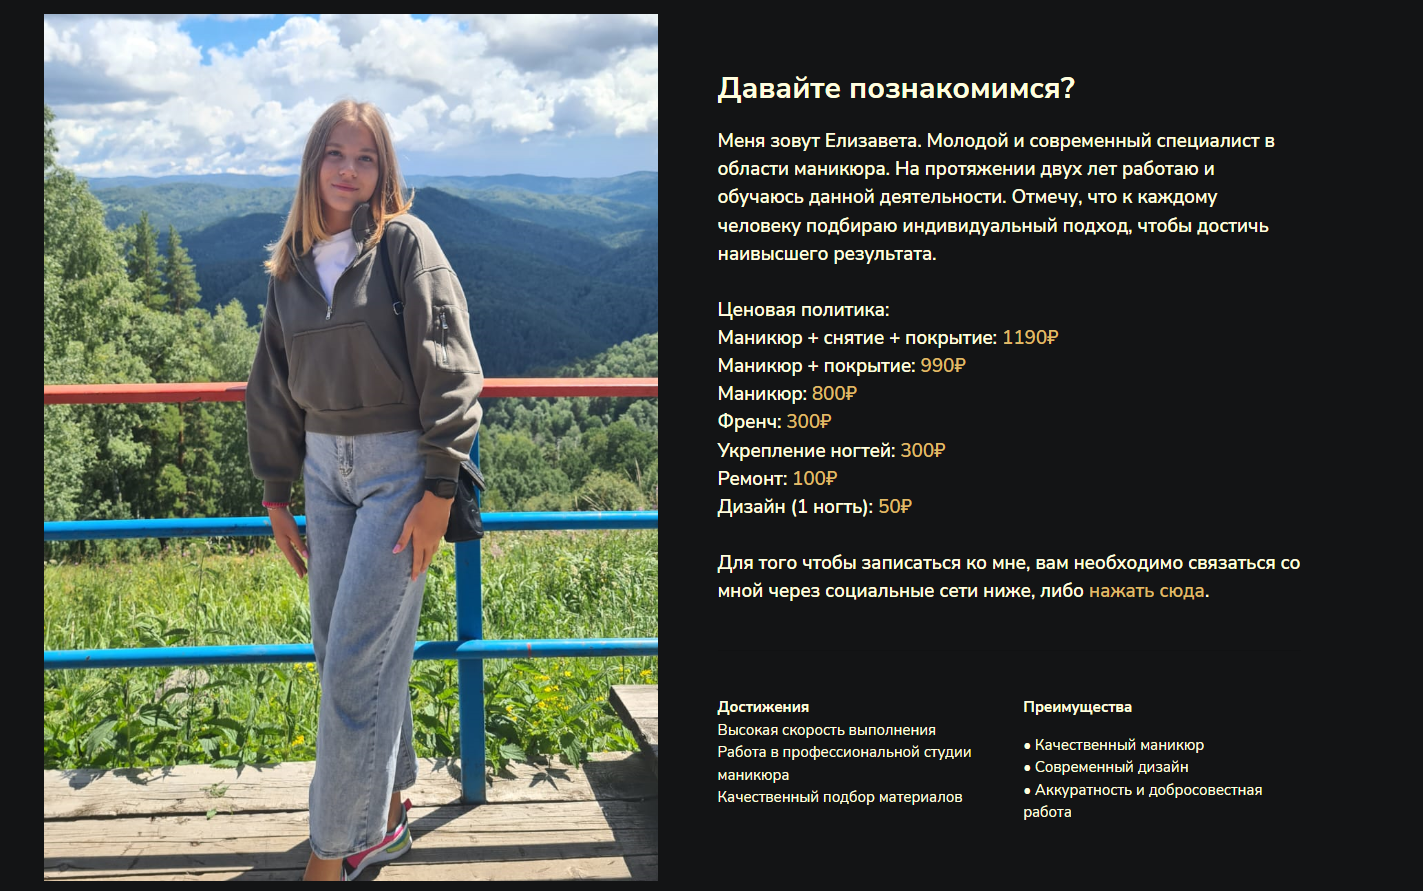 Давайте познакомимся?
Меня зовут Елизавета. Молодой и современный специалист в
области маникюра. На протяжении двух лет работаю и
обучаюсь данной деятельности. Отмечу, что к каждому
человеку подбираю индивидуальный подход, чтобы достичь
наивысшего результата.
Ценовая политика:
Маникюр + снятие + покрытие: 1190₽
Маникюр + покрытие: 990₽
Маникюр: 800₽
Френч: 300₽
Укрепление ногтей: 300₽
Ремонт: 100₽
Дизайн (1 ногть): 50₽
Для того чтобы записаться ко мне, вам необходимо связаться со
мной через социальные сети ниже, либо нажать сюда.
Достижения
Высокая скорость выполнения
Работа в профессиональной студии
маникюра
Качественный подбор материалов
Преимущества
● Качественный маникюр
● Современный дизайн
● Аккуратность и добросовестная
работа